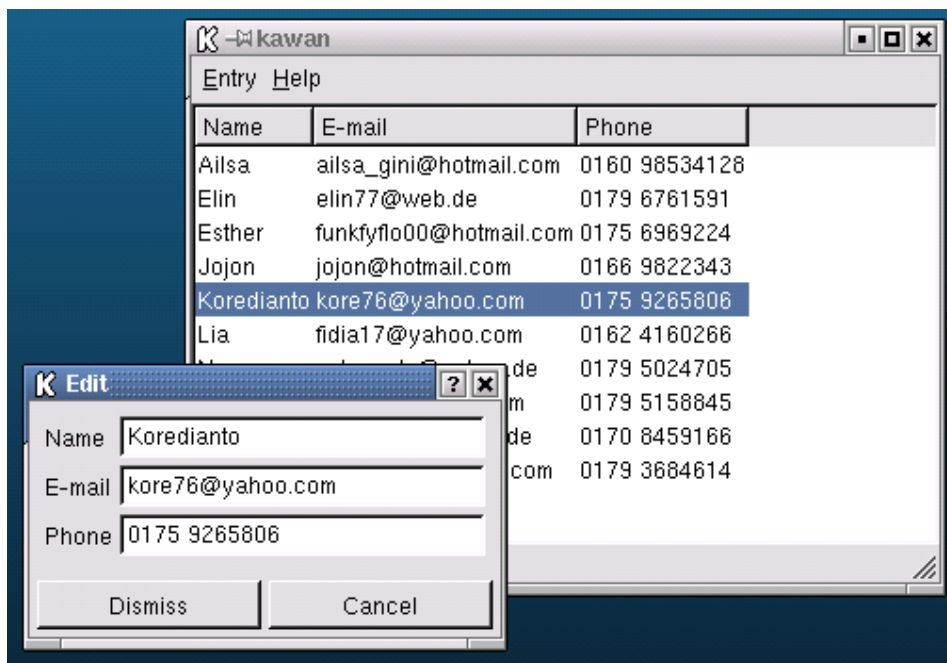 kawan
Entry Help
Name E-mail Phone
Ailsa ailsa_gini@hotmail.com 0160 98534128
Elin elin77@web.de 0179 6761591
Esther funkfyflo00@hotmail.com 0175 6969224
Jojon jojon@hotmail.com 0166 9822343
Koredianto kore76@yahoo.com 0175 9265806
Lia fidia17@yahoo.com 0162 4160266
.de 0179 5024705
m 0179 5158845
de 0170 8459166
com 0179 3684614
Edit
Name Koredianto
E-mail kore76@yahoo.com
Phone 0175 9265806
Dismiss Cancel